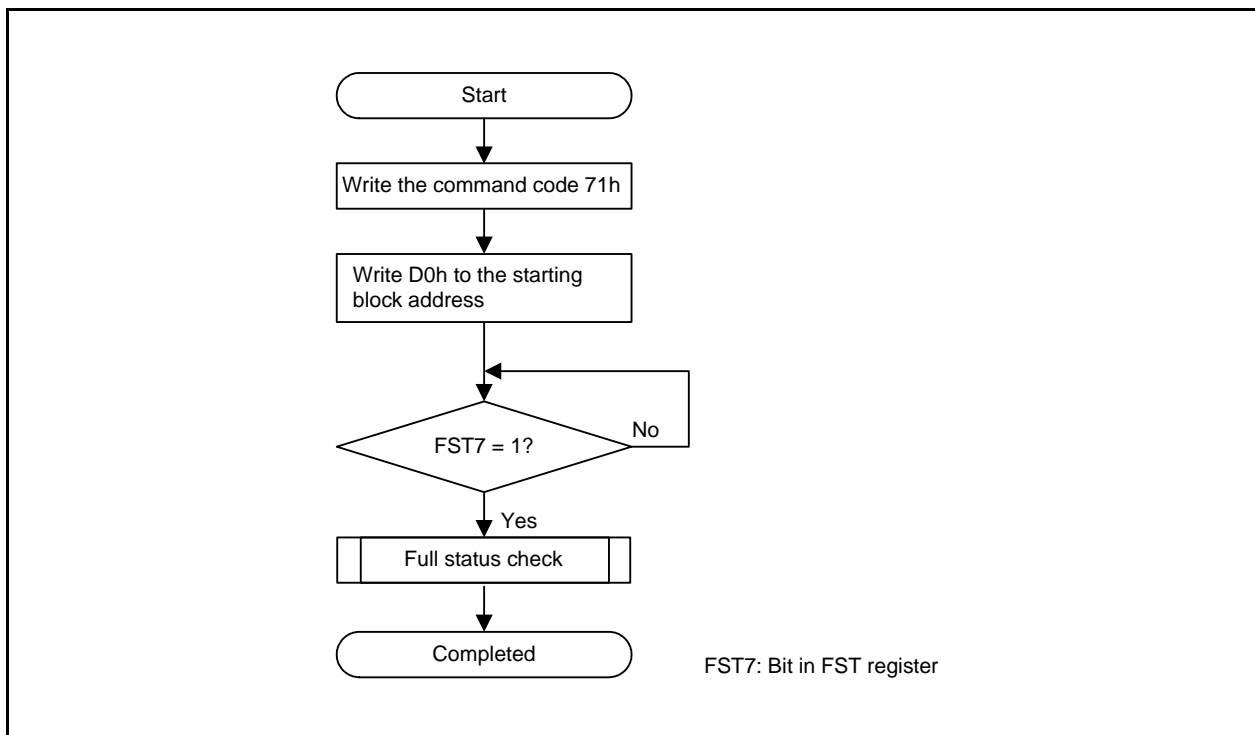 Start
Write the command code 71h
Write D0h to the starting
block address
No
FST7 = 1?
Yes
Full status check
Completed
FST7: Bit in FST register